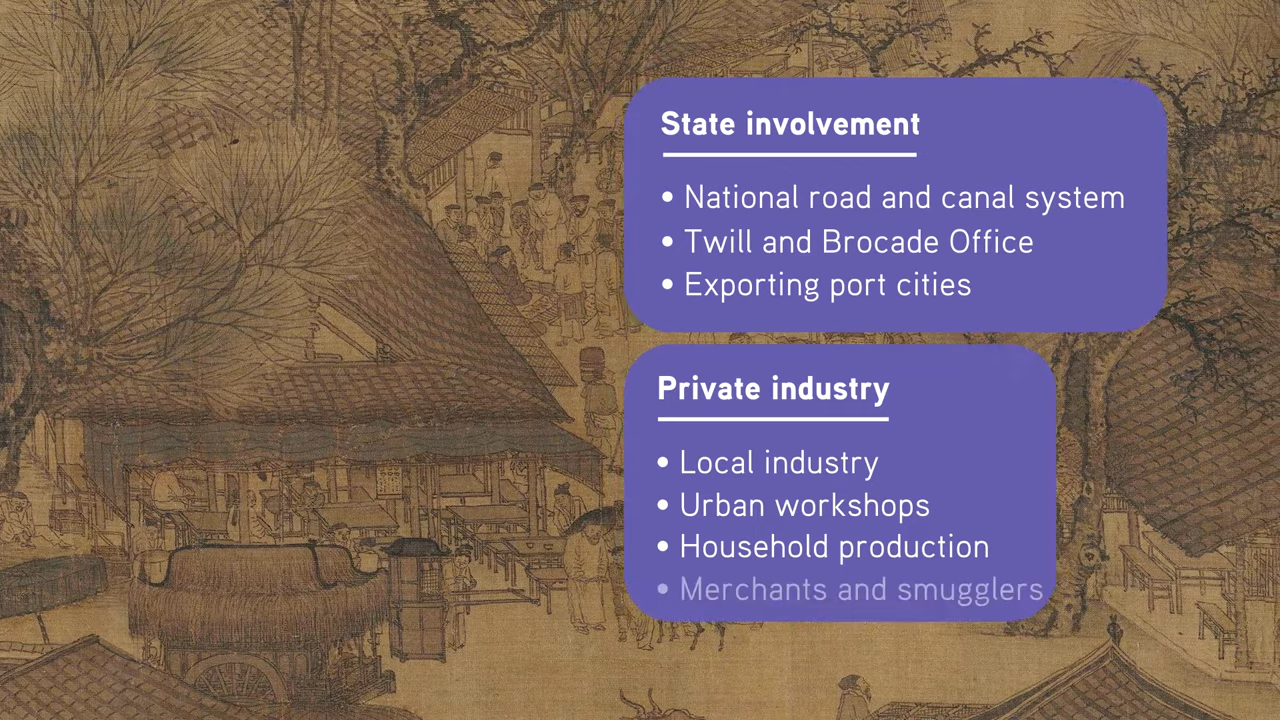 State involvement
• National road and canal system
• Twill and Brocade Office
• Exporting port cities
Private industry
• Local industry
• Urban workshops
• Household production
• Merchants and smugglers